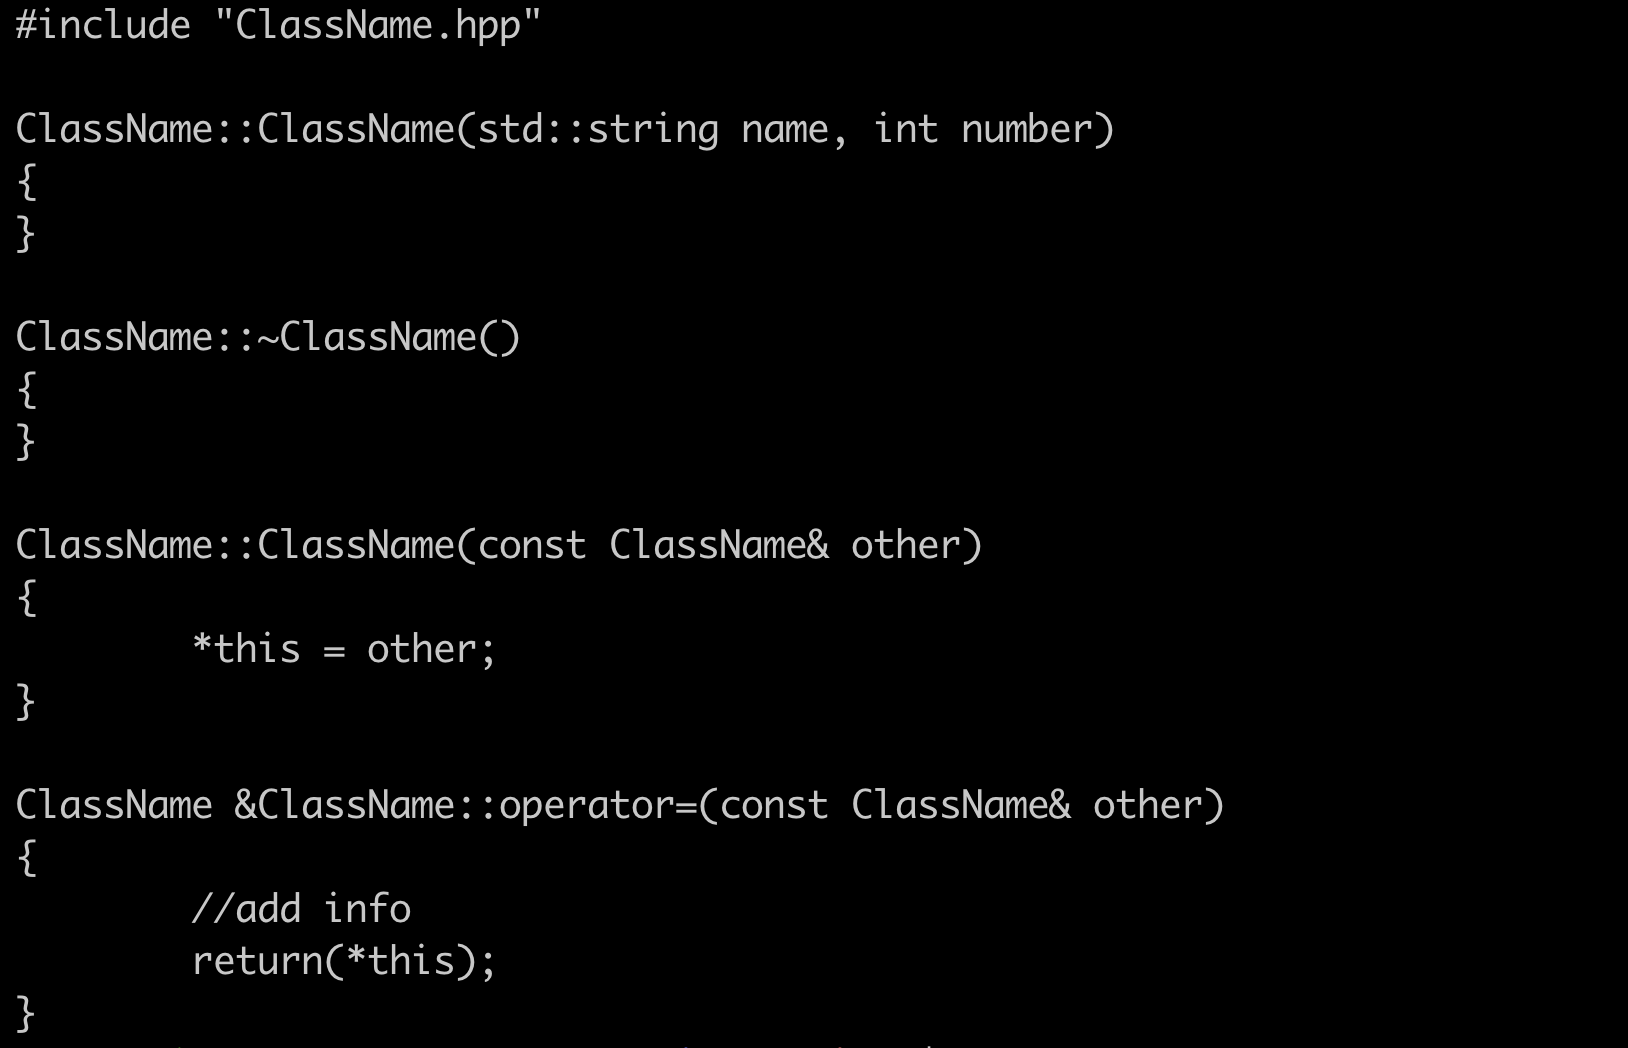 #include "ClassName.hpp"
ClassName::ClassName(std::string name, int number)
{
}
ClassName::~ClassName()
{
}
ClassName::ClassName(const ClassName& other)
{
*this = other;
}
ClassName &ClassName::operator=(const ClassName& other)
{
//add info
return(*this);
}